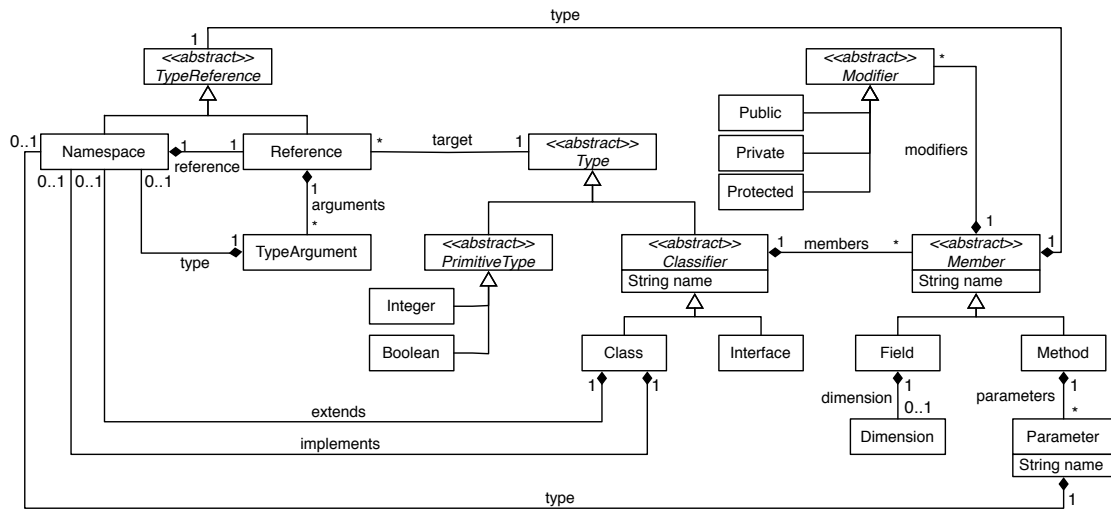 type
1
<<abstract>>
TypeReference
<<abstract>>
Modifier
*
Public
Private
Protected
modifiers
1
0..1
Namespace
1
1
reference
Reference
*
target
1
<<abstract>>
Type
0..1
0..1
0..1
1
arguments
*
TypeArgument
1
type
<<abstract>>
PrimitiveType
Integer
Boolean
<<abstract>>
Classifier
String name
1
members
*
<<abstract>>
Member
String name
1
Class
Interface
Field
Method
1
1
extends
implements
1
dimension
0..1
Dimension
1
parameters
*
Parameter
String name
type
1